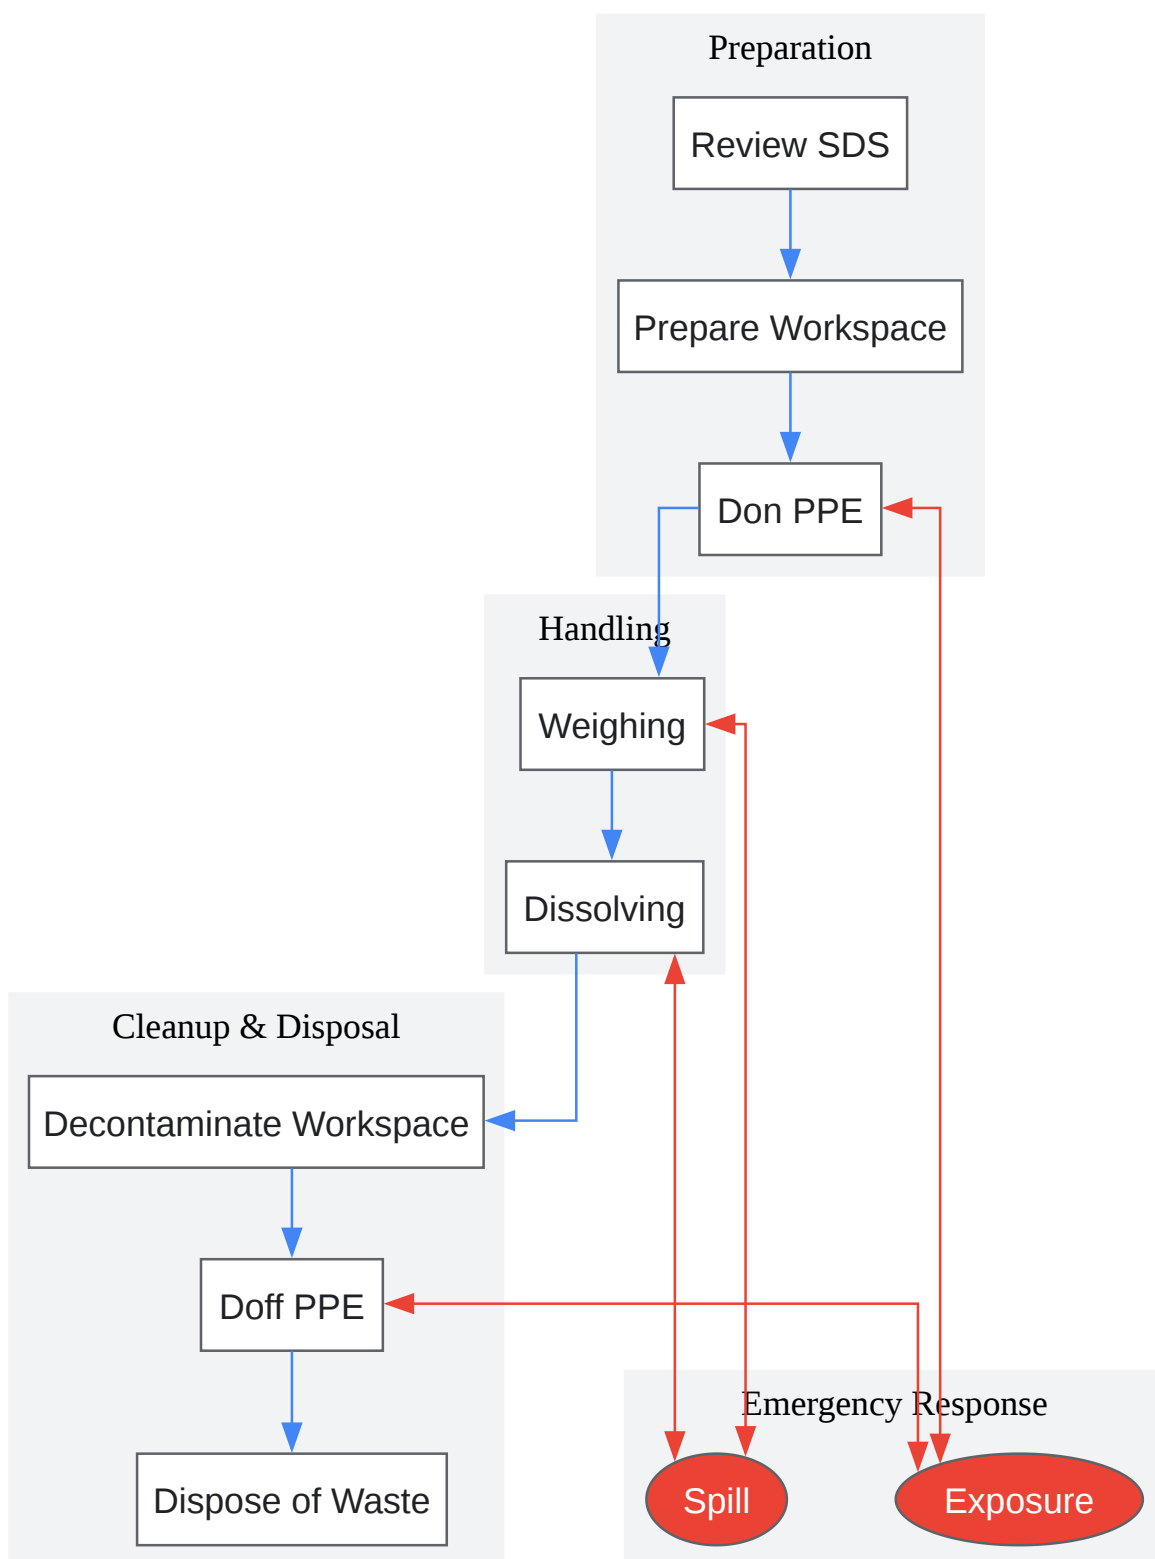 Preparation
Review SDS
Prepare Workspace
Don PPE
Handling
Weighing
Dissolving
Cleanup & Disposal
Decontaminate Workspace
Doff PPE
Dispose of Waste
Emergency Response
Spill
Exposure